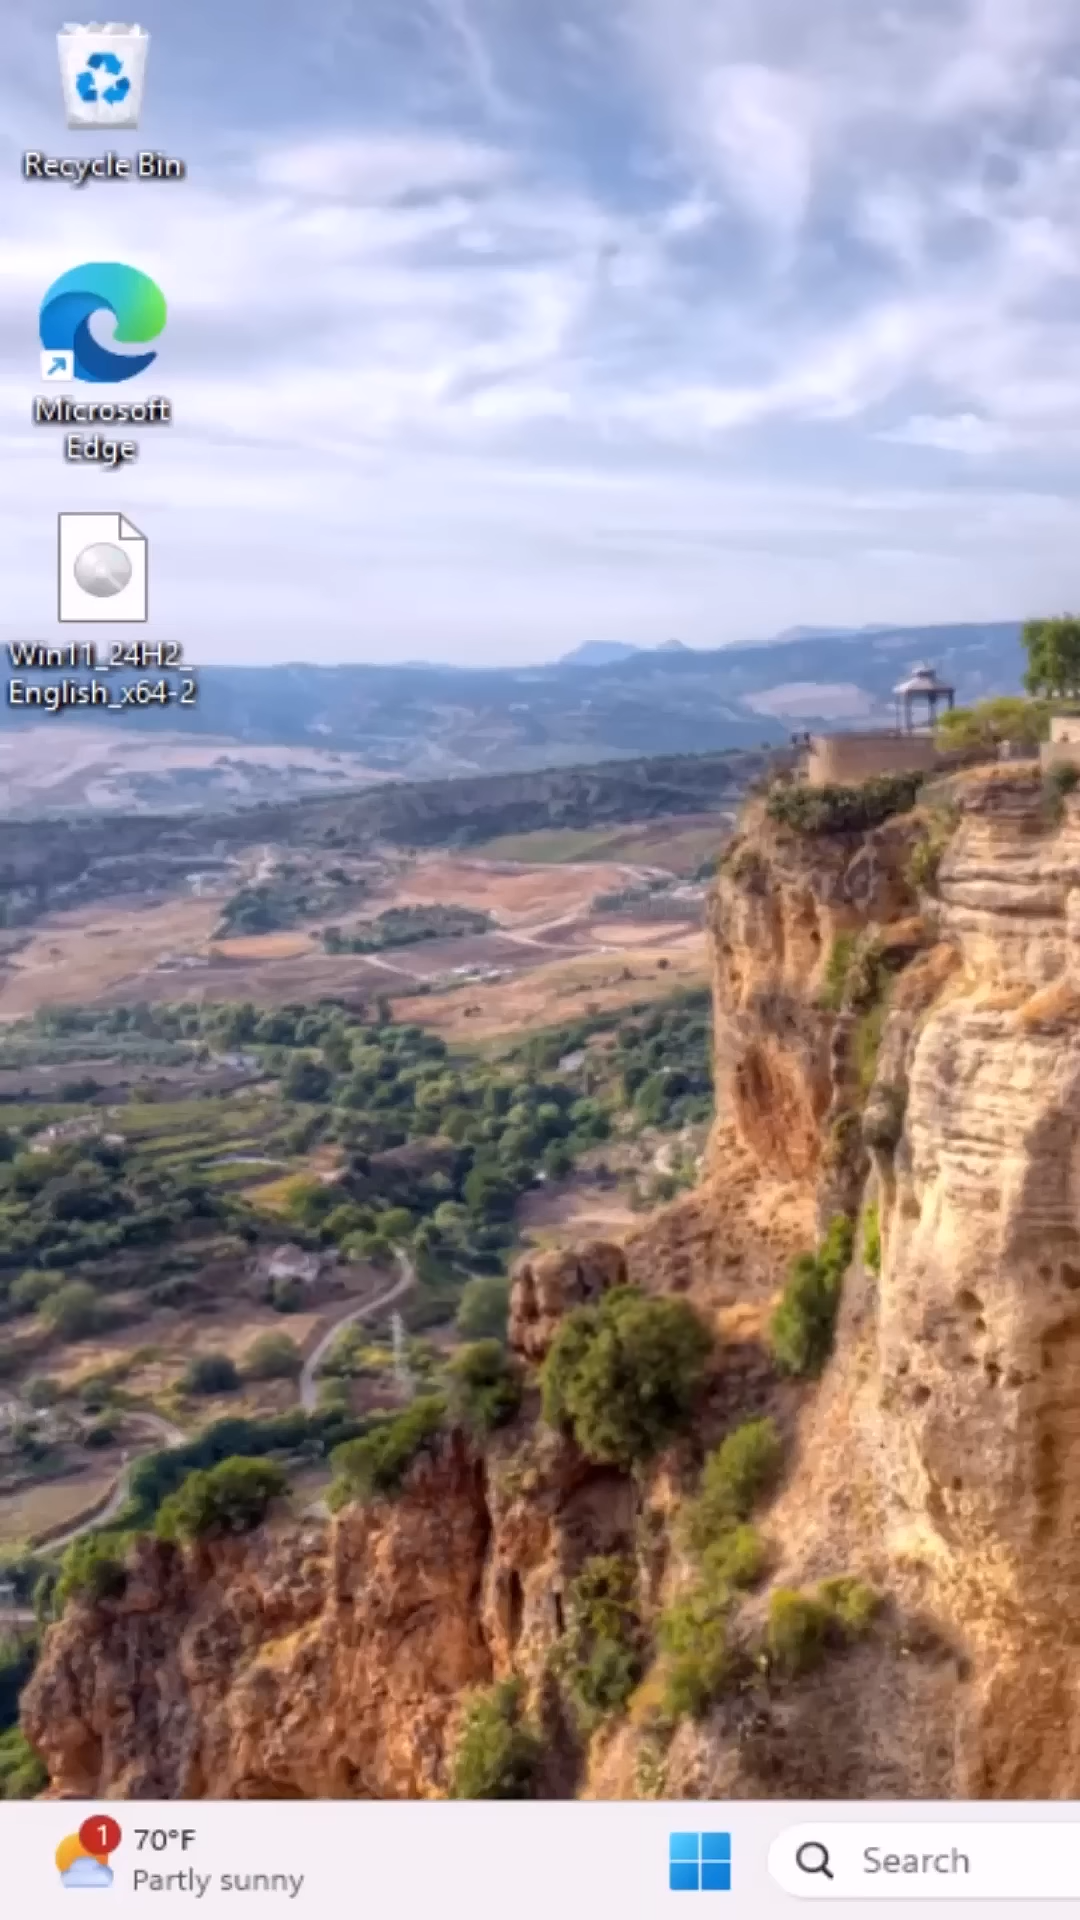 Recycle Bin
Microsoft
Edge
Win11_24H2_
English_x64-2
1
70°F
Partly sunny
Search